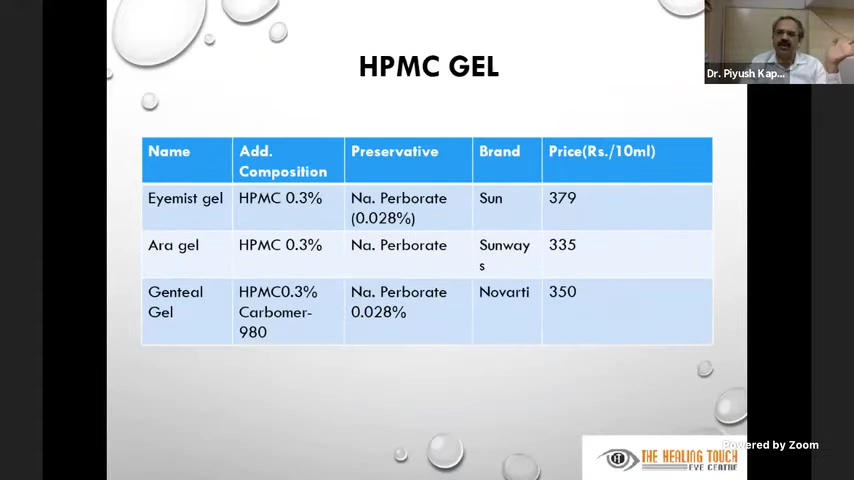 HPMC GEL
Dr. Piyush Kap...
Name Add. Composition Preservative Brand Price(Rs./10ml)
Eyemist gel HPMC 0.3% Na. Perborate (0.028%) Sun 379
Ara gel HPMC 0.3% Na. Perborate Sunways 335
Genteal Gel HPMC0.3% Carbomer-980 Na. Perborate 0.028% Novarti 350
Powered by Zoom
THE HEALING TOUCH
EYE CENTRE